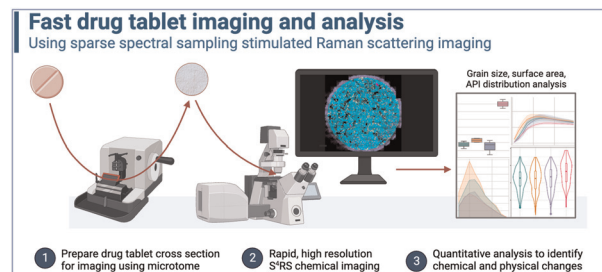 Fast drug tablet imaging and analysis
Using sparse spectral sampling stimulated Raman scattering imaging
Grain size, surface area,
API distribution analysis
1 Prepare drug tablet cross section
for imaging using microtome
2 Rapid, high resolution
S⁴RS chemical imaging
3 Quantitative analysis to identify
chemical and physical changes